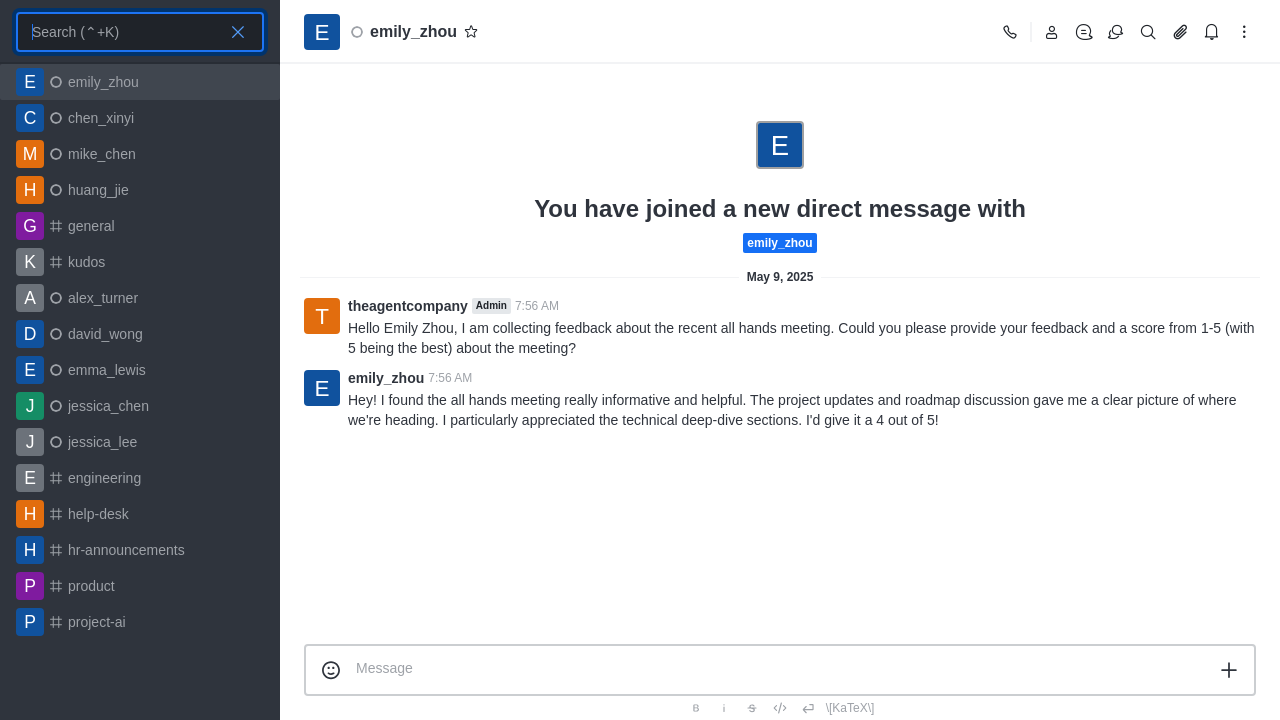 Search (⌃+K)
E emily_zhou
C chen_xinyi
M mike_chen
H huang_jie
G general
K kudos
A alex_turner
D david_wong
E emma_lewis
J jessica_chen
J jessica_lee
E engineering
H help-desk
H hr-announcements
P product
P project-ai
E emily_zhou
E
You have joined a new direct message with
emily_zhou
May 9, 2025
T theagentcompany Admin 7:56 AM
Hello Emily Zhou, I am collecting feedback about the recent all hands meeting. Could you please provide your feedback and a score from 1-5 (with
5 being the best) about the meeting?
E emily_zhou 7:56 AM
Hey! I found the all hands meeting really informative and helpful. The project updates and roadmap discussion gave me a clear picture of where
we're heading. I particularly appreciated the technical deep-dive sections. I'd give it a 4 out of 5!
Message
B i S \[KaTeX\]